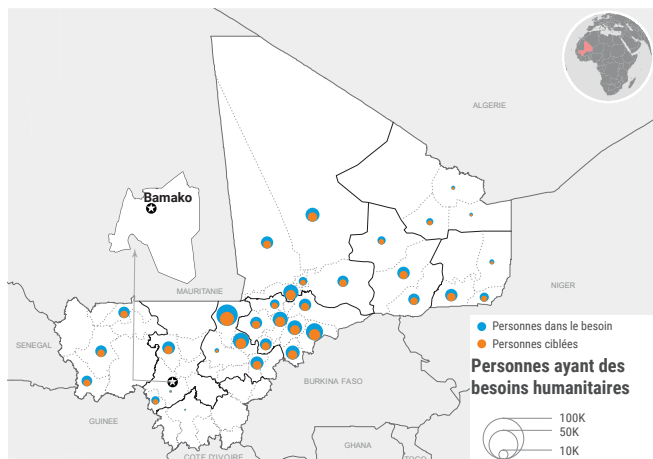 ALGERIE
Bamako
MAURITANIE
NIGER
SENEGAL
BURKINA FASO
GUINEE
GHANA
COTE D'IVOIRE
TOGO
Personnes dans le besoin
Personnes ciblées
Personnes ayant des
besoins humanitaires
100K
50K
10K